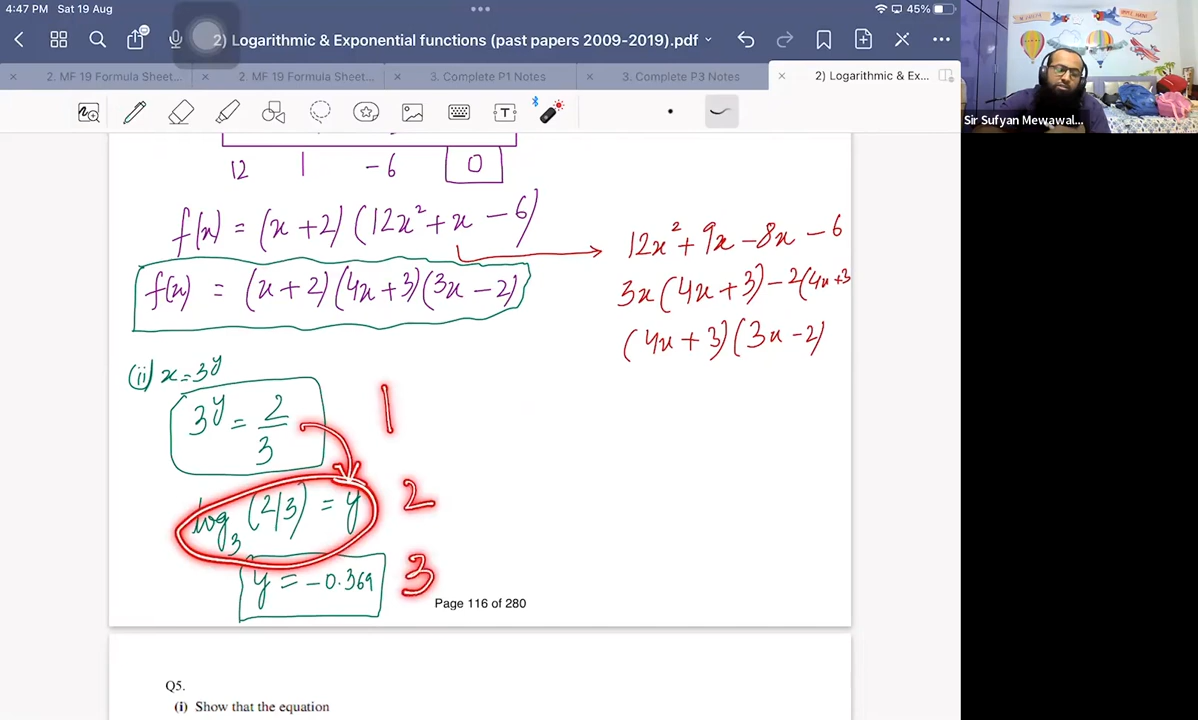 4:47 PM Sat 19 Aug
45%
2) Logarithmic & Exponential functions (past papers 2009-2019).pdf
2. MF 19 Formula Sheet...
2. MF 19 Formula Sheet...
3. Complete P1 Notes
3. Complete P3 Notes
2) Logarithmic & Ex...
Sir Sufyan Mewawal...
12 1 -6 0
f(x) = (x+2) (12x² + x - 6)
f(x) = (x+2)(4x+3)(3x-2)
12x² + 9x - 8x - 6
3x(4x+3)-2(4x+3
(4x+3)(3x-2)
(ii) x=3^y
3^y = 2/3
1
log₃ (2/3) = y
2
y = -0.369
3
Page 116 of 280
Q5.
(i) Show that the equation